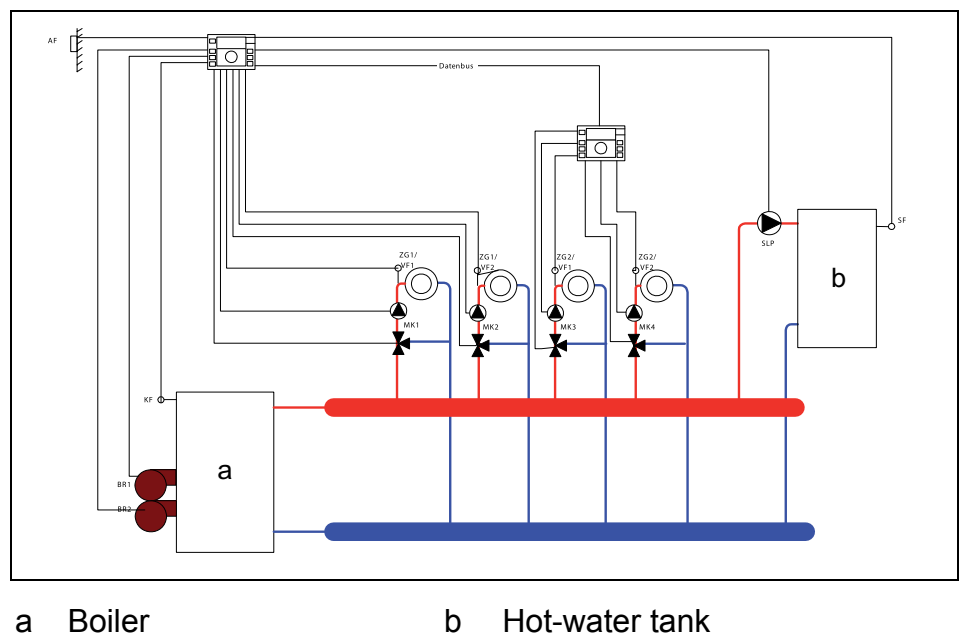 AF
Datenbus
SF
SLP
b
ZG1/
VF1
ZG1/
VF2
ZG2/
VF1
ZG2/
VF2
MK1
MK2
MK3
MK4
KF
a
BR1
BR2
a Boiler b Hot-water tank